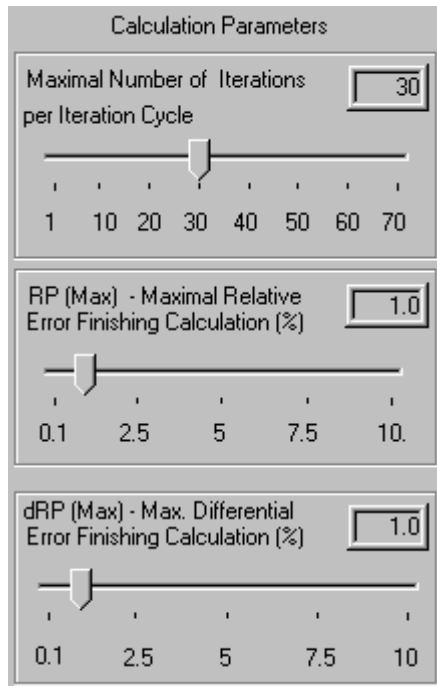 Calculation Parameters
Maximal Number of Iterations
per Iteration Cycle
30
1 10 20 30 40 50 60 70
RP (Max) - Maximal Relative
Error Finishing Calculation (%)
1.0
0.1 2.5 5 7.5 10.
dRP (Max) - Max. Differential
Error Finishing Calculation (%)
1.0
0.1 2.5 5 7.5 10